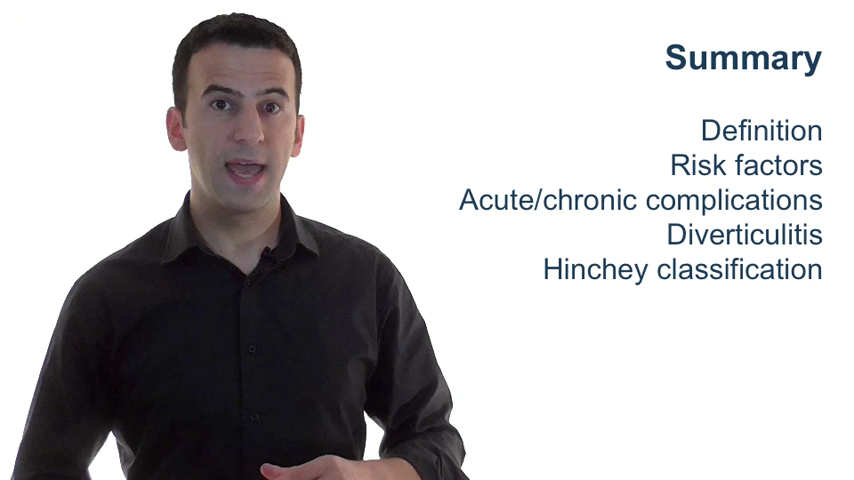 Summary
Definition
Risk factors
Acute/chronic complications
Diverticulitis
Hinchey classification